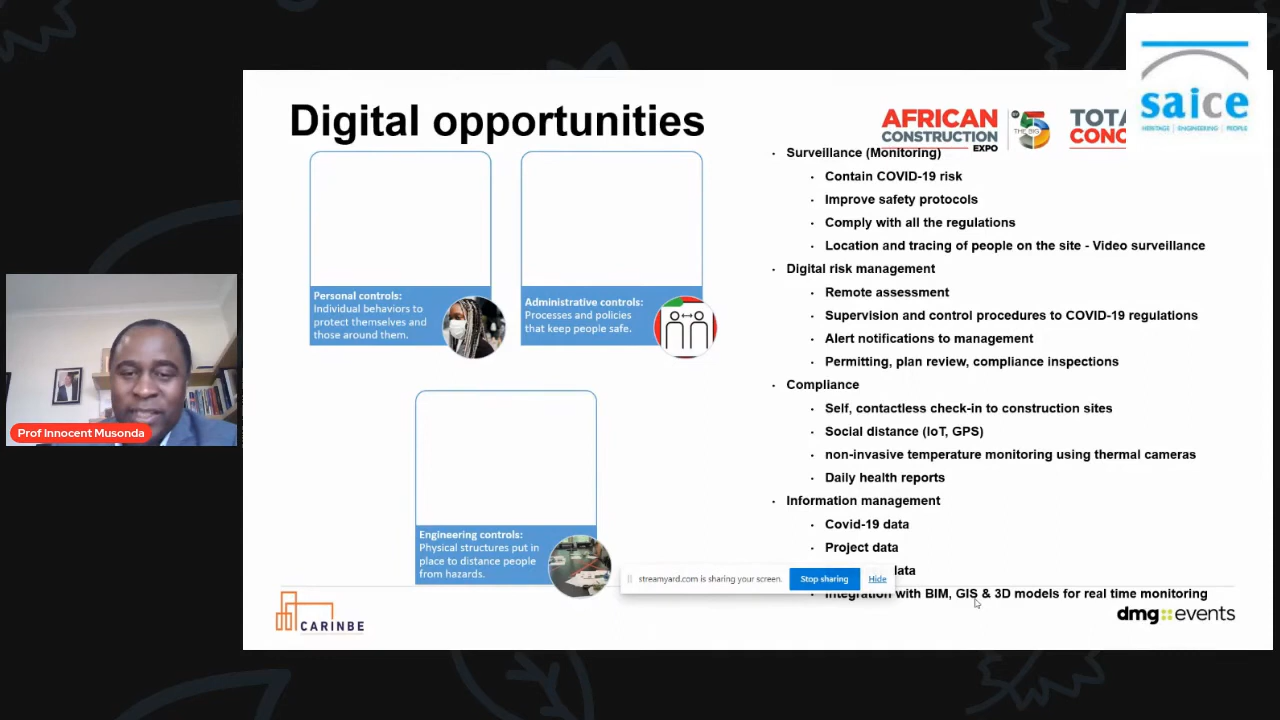 saice
HERITAGE | ENGINEERING | PEOPLE
Digital opportunities
AFRICAN
CONSTRUCTION
EXPO
THE BIG
5
Personal controls:
Individual behaviors to
protect themselves and
those around them.
Administrative controls:
Processes and policies
that keep people safe.
Engineering controls:
Physical structures put in
place to distance people
from hazards.
· Surveillance (Monitoring)
· Contain COVID-19 risk
· Improve safety protocols
· Comply with all the regulations
· Location and tracing of people on the site - Video surveillance
· Digital risk management
· Remote assessment
· Supervision and control procedures to COVID-19 regulations
· Alert notifications to management
· Permitting, plan review, compliance inspections
· Compliance
· Self, contactless check-in to construction sites
· Social distance (IoT, GPS)
· non-invasive temperature monitoring using thermal cameras
· Daily health reports
· Information management
· Covid-19 data
· Project data
data
· Integration with BIM, GIS & 3D models for real time monitoring
streamyard.com is sharing your screen.
Stop sharing
Hide
Prof Innocent Musonda
CARINBE
dmg::events